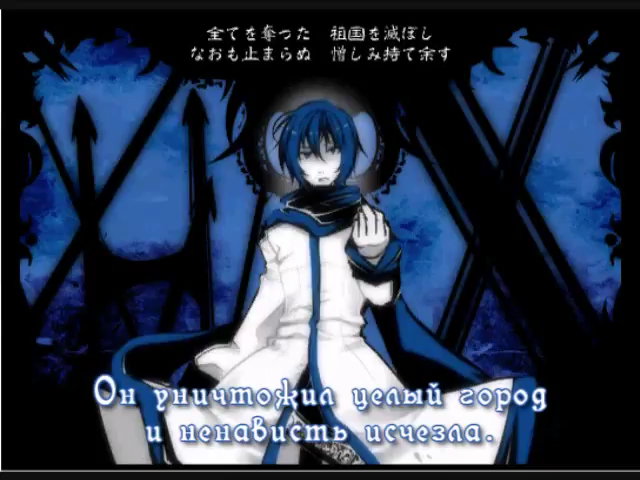 全てを奪った　祖国を滅ぼし
なおも止まらぬ　憎しみ持て余す
Он уничтожил целый город
и ненависть исчезла.